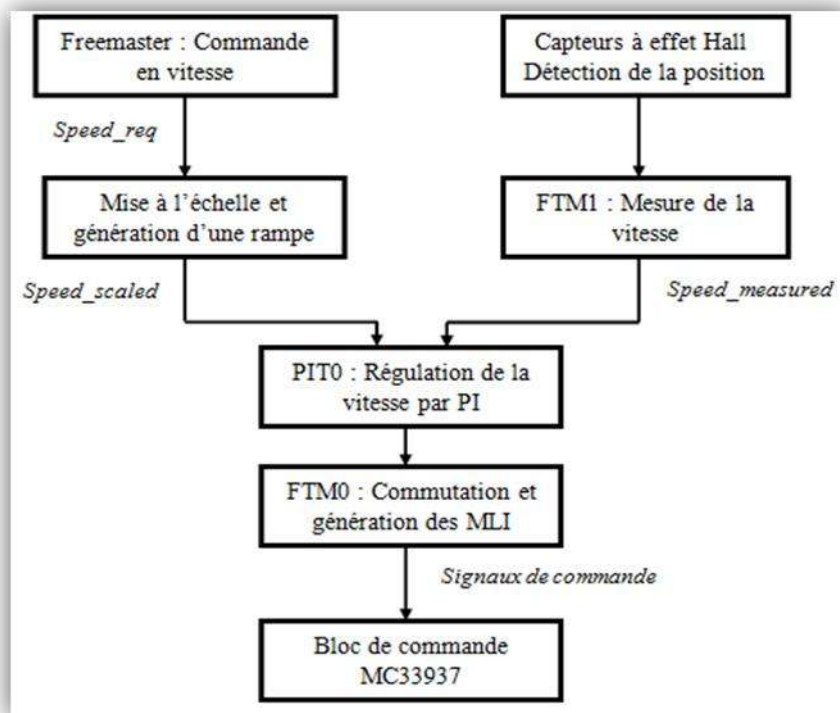 Freemaster : Commande
en vitesse
Capteurs à effet Hall
Détection de la position
Speed_req
Mise à l'échelle et
génération d'une rampe
FTM1 : Mesure de la
vitesse
Speed_scaled
Speed_measured
PIT0 : Régulation de la
vitesse par PI
FTM0 : Commutation et
génération des MLI
Signaux de commande
Bloc de commande
MC33937